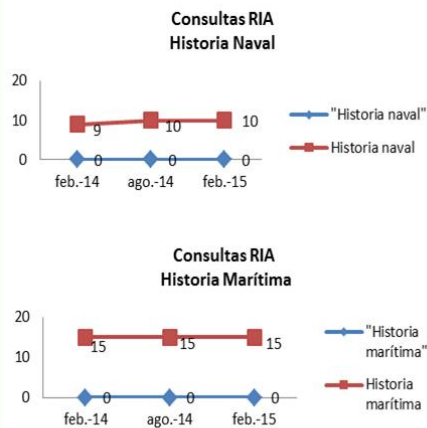 Consultas RIA
Historia Naval
20
10
0
9
10
10
0
0
0
feb.-14
ago.-14
feb.-15
"Historia naval"
Historia naval
Consultas RIA
Historia Marítima
20
10
0
15
15
15
0
0
0
feb.-14
ago.-14
feb.-15
"Historia
marítima"
Historia
marítima